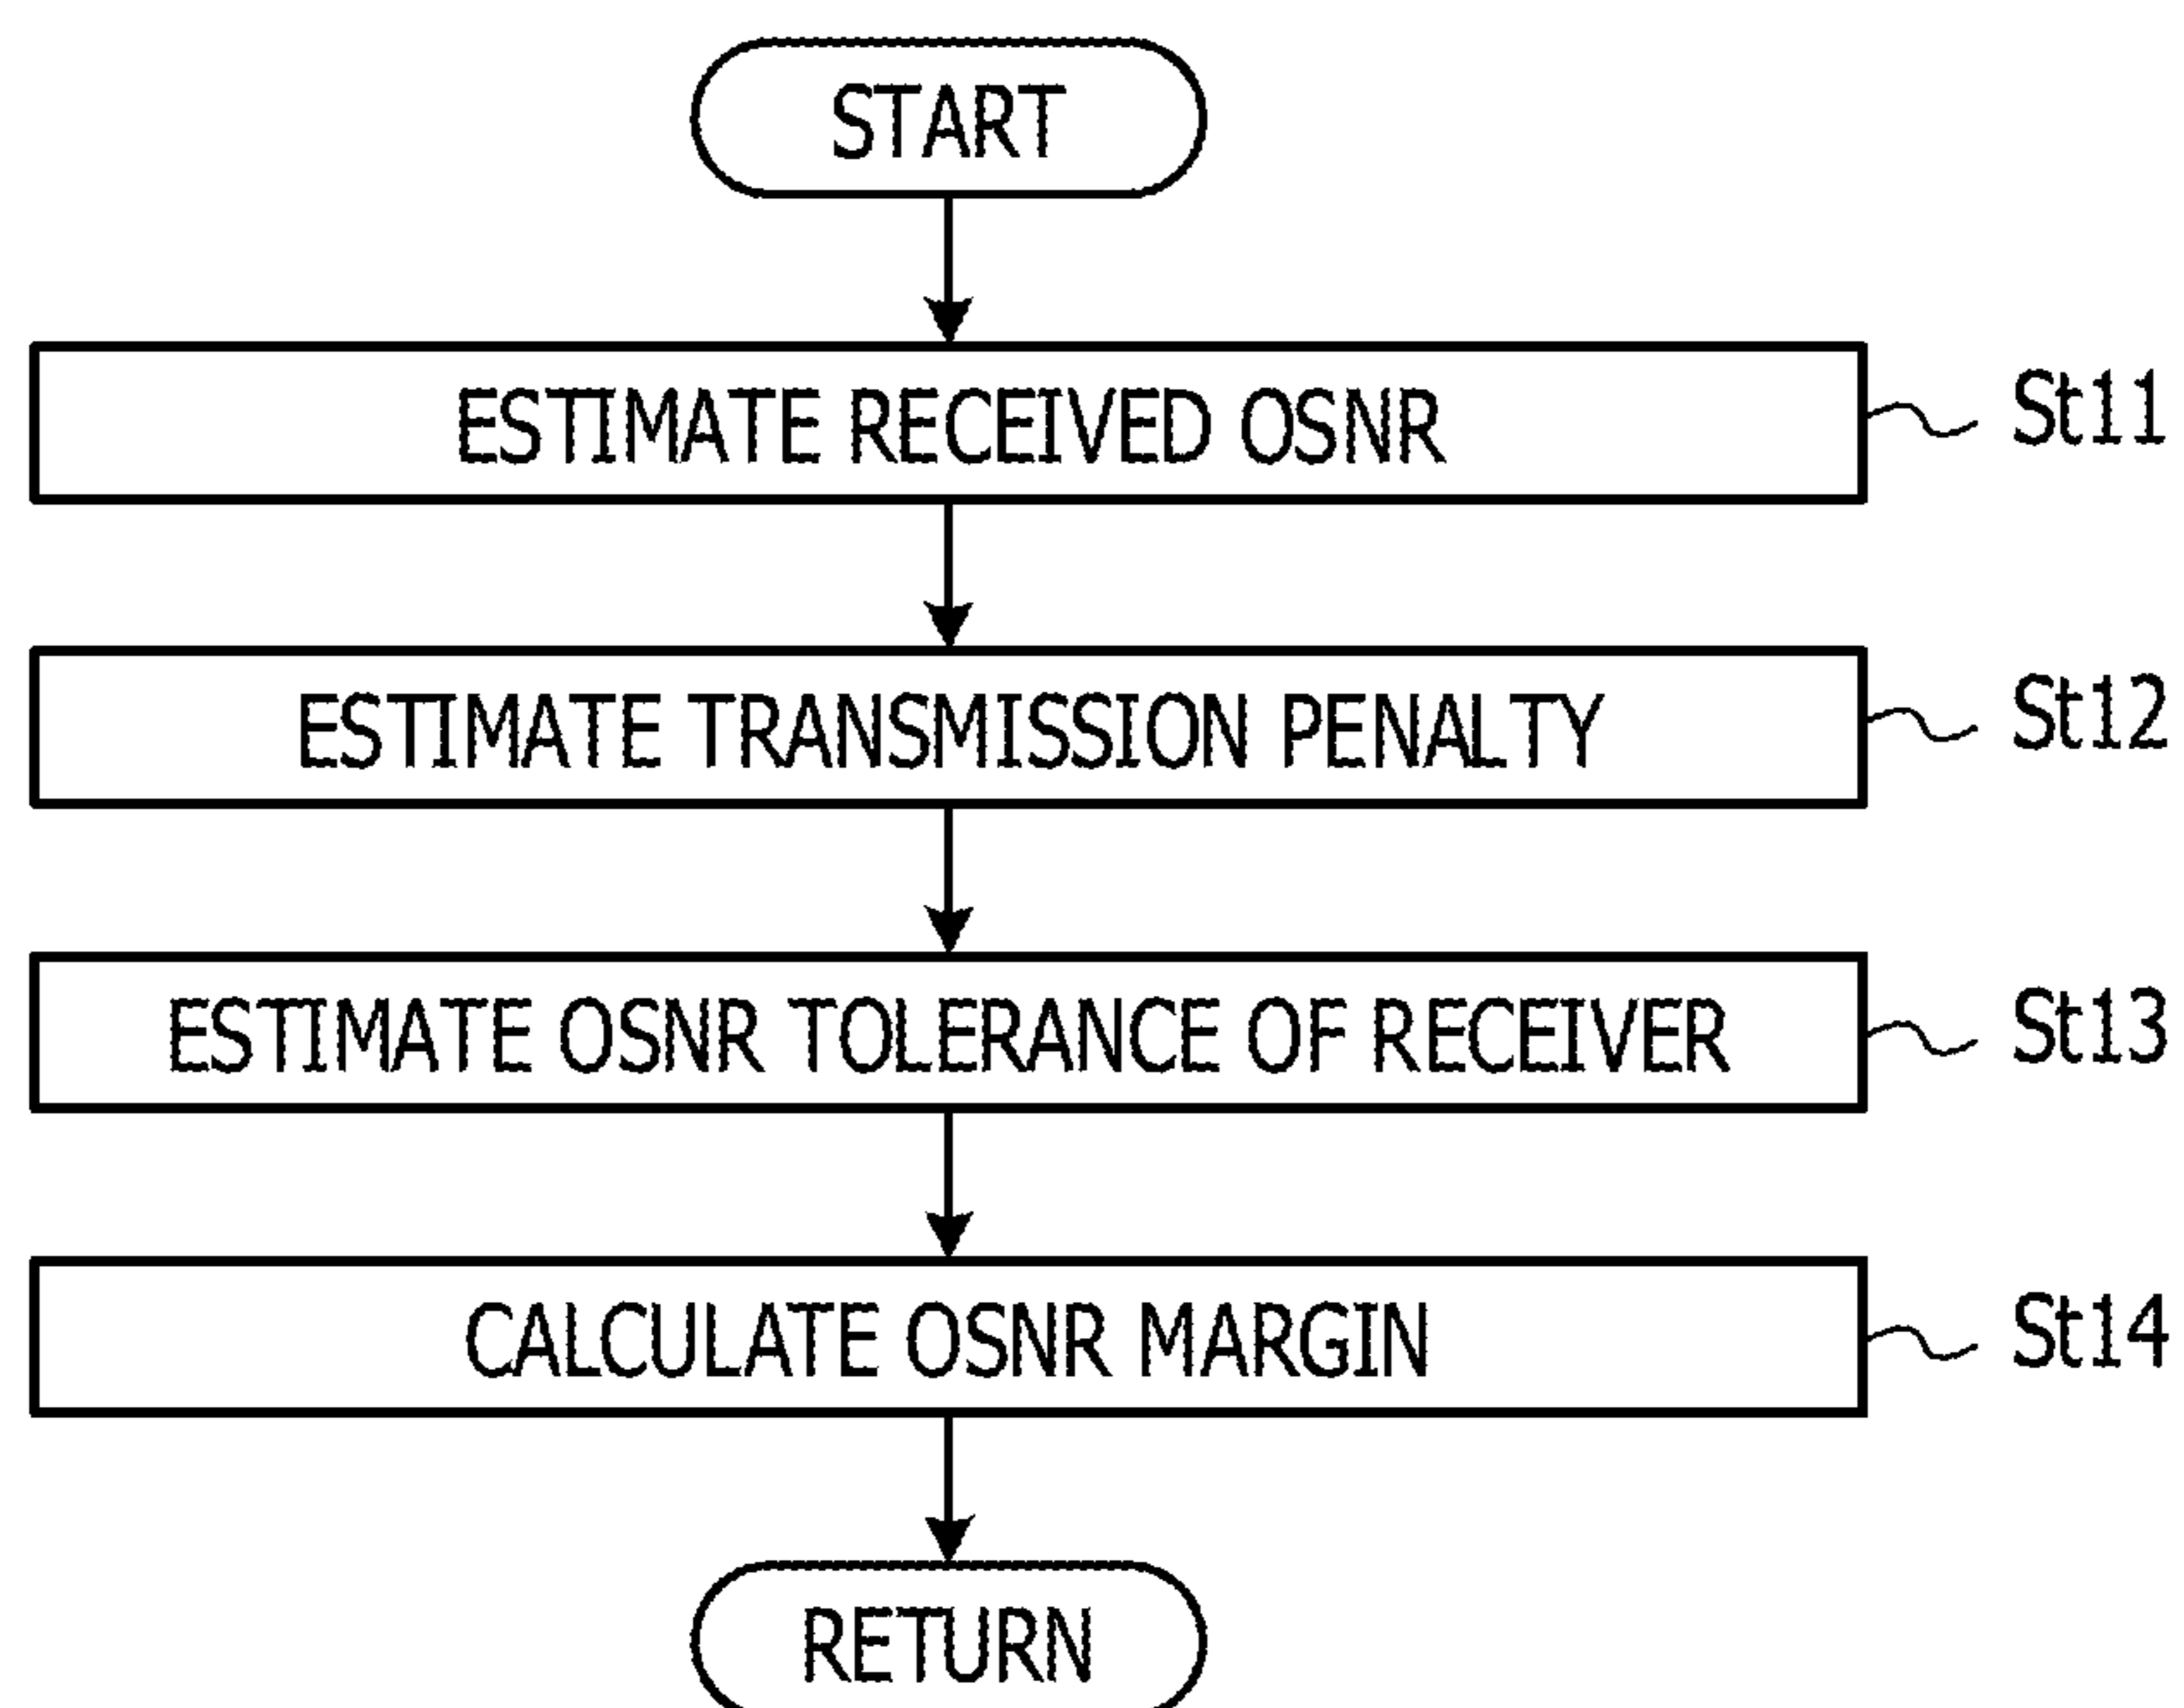 START
ESTIMATE RECEIVED OSNR
St11
ESTIMATE TRANSMISSION PENALTY
St12
ESTIMATE OSNR TOLERANCE OF RECEIVER
St13
CALCULATE OSNR MARGIN
St14
RETURN